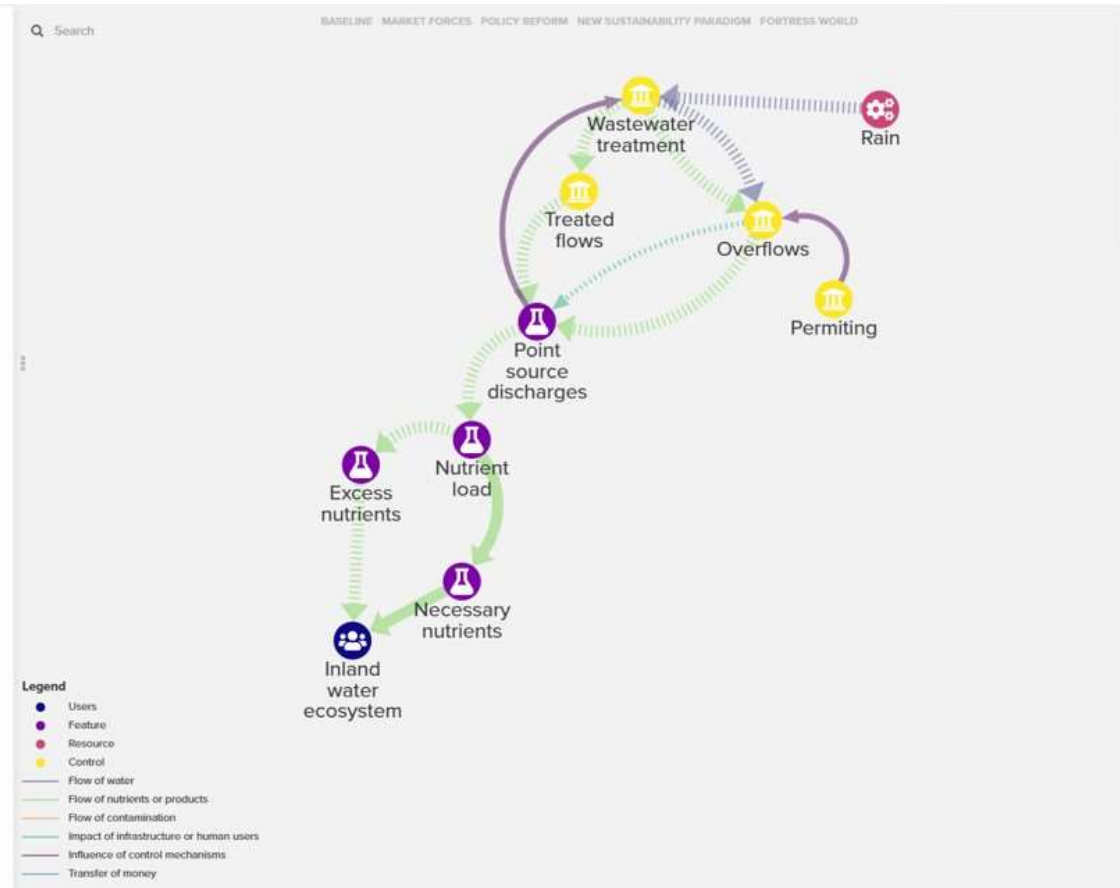 BASELINE MARKET FORCES POLICY REFORM NEW SUSTAINABILITY PARADIGM FORTRESS WORLD
Search
Wastewater
treatment
Rain
Treated
flows
Overflows
Permiting
Point
source
discharges
Nutrient
load
Excess
nutrients
Necessary
nutrients
Inland
water
ecosystem
Legend
Users
Feature
Resource
Control
Flow of water
Flow of nutrients or products
Flow of contamination
Impact of infrastructure or human users
Influence of control mechanisms
Transfer of money